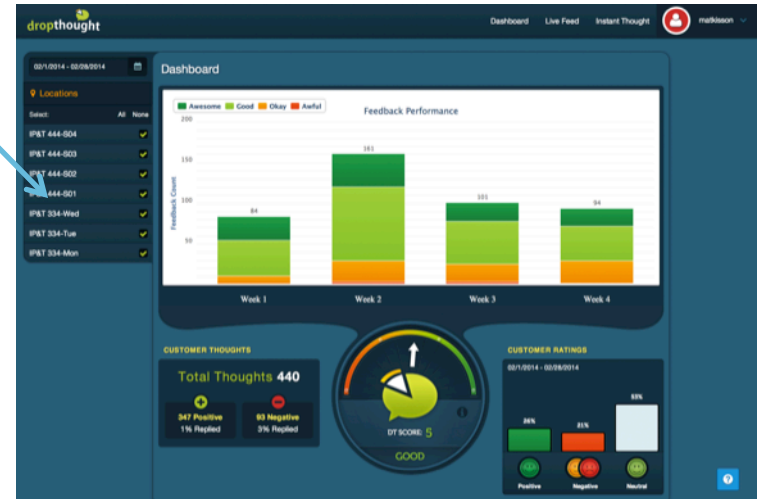 dropthought
Dashboard Live Feed Instant Thought matkisson
02/1/2014 - 02/28/2014
Dashboard
Locations
Select: All None
IP&T 444-S04
IP&T 444-S03
IP&T 444-S02
444-S01
IP&T 334-Wed
IP&T 334-Tue
IP&T 334-Mon
Awesome Good Okay Awful
Feedback Performance
Feedback Count
200
150
100
50
84
161
101
94
Week 1 Week 2 Week 3 Week 4
CUSTOMER THOUGHTS
Total Thoughts 440
347 Positive
1% Replied
93 Negative
3% Replied
DT SCORE: 5
GOOD
CUSTOMER RATINGS
02/1/2014 - 02/28/2014
26%
21%
53%
Positive Negative Neutral
?